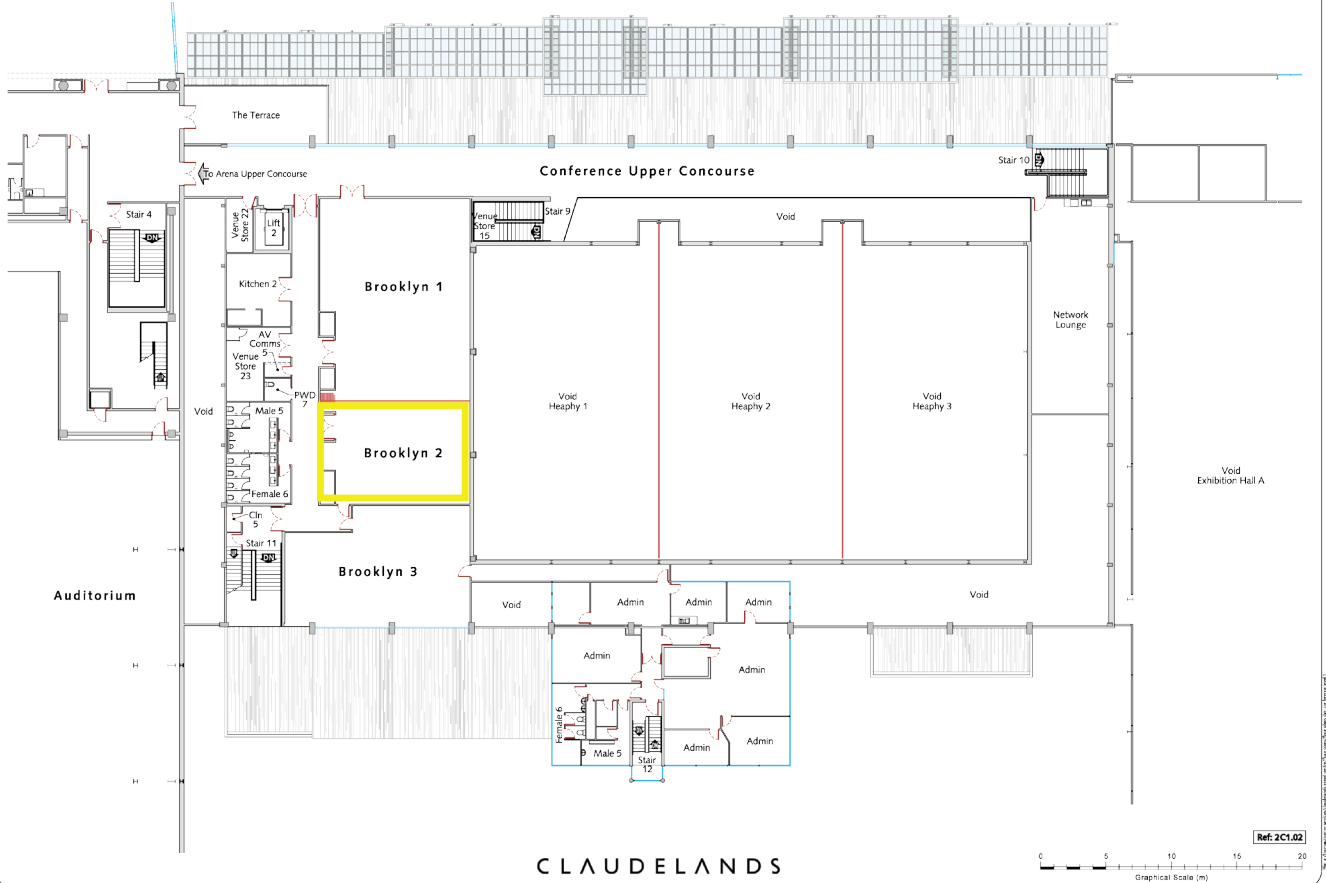 The Terrace
Conference Upper Concourse
Stair 10
DN
To Arena Upper Concourse
Stair 4
DN
Venue
Store 22
Lift
2
Venue
Store
15
Stair 9
DN
Void
Kitchen 2
Brooklyn 1
Network
Lounge
AV
Comms
5
Venue
Store
23
PWD
7
Void
Male 5
Void
Heaphy 1
Void
Heaphy 2
Void
Heaphy 3
Brooklyn 2
Female 6
Void
Exhibition Hall A
Cln
5
Stair 11
DN
Brooklyn 3
Auditorium
Void
Admin
Admin
Admin
Void
Admin
Admin
Female 6
Male 5
Stair
12
Admin
Admin
Ref: 2C1.02
CLAUDELANDS
0 5 10 15 20
Graphical Scale (m)